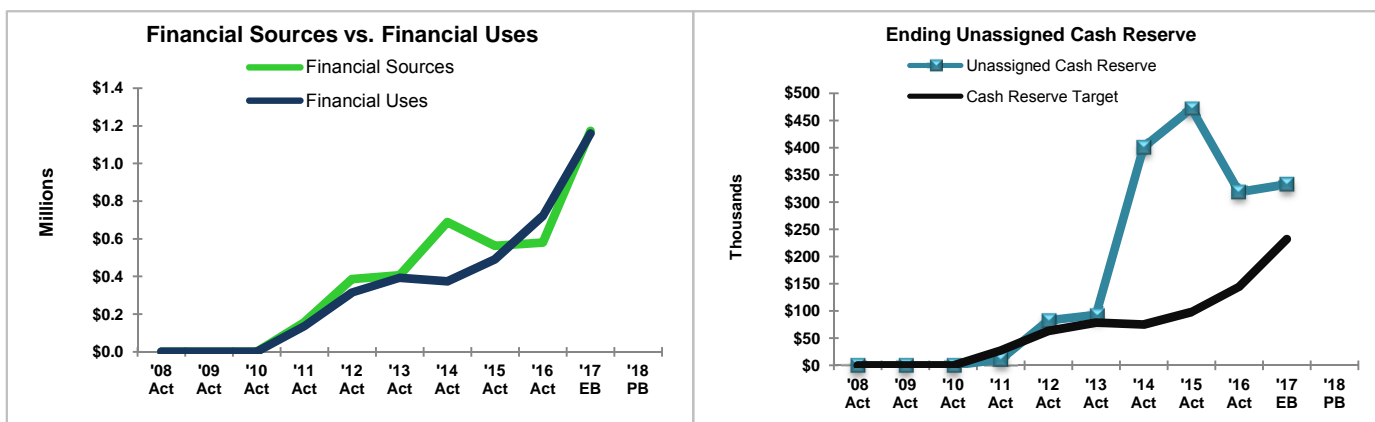 Financial Sources vs. Financial Uses
Financial Sources
Financial Uses
$1.4
$1.2
$1.0
$0.8
$0.6
$0.4
$0.2
$0.0
Millions
'08 '09 '10 '11 '12 '13 '14 '15 '16 '17 '18
Act Act Act Act Act Act Act Act Act EB PB
Ending Unassigned Cash Reserve
Unassigned Cash Reserve
Cash Reserve Target
$500
$450
$400
$350
$300
$250
$200
$150
$100
$50
$0
Thousands
'08 '09 '10 '11 '12 '13 '14 '15 '16 '17 '18
Act Act Act Act Act Act Act Act Act EB PB